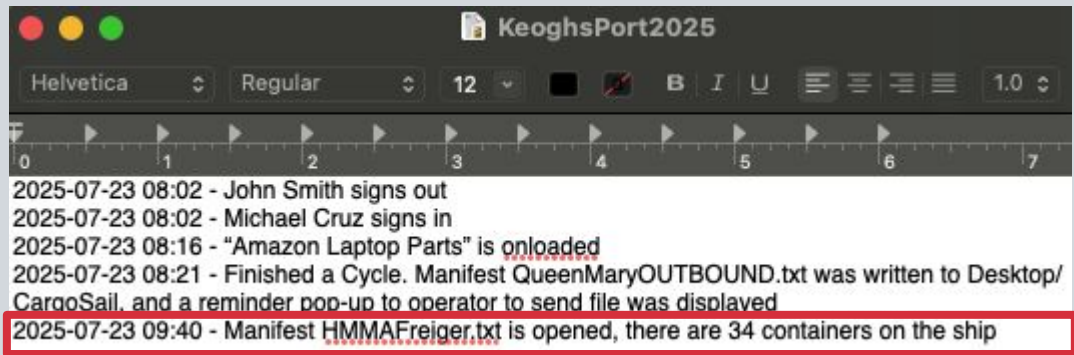 KeoghsPort2025
Helvetica Regular 12 B I U 1.0
0 1 2 3 4 5 6 7
2025-07-23 08:02 - John Smith signs out
2025-07-23 08:02 - Michael Cruz signs in
2025-07-23 08:16 - “Amazon Laptop Parts” is onloaded
2025-07-23 08:21 - Finished a Cycle. Manifest QueenMaryOUTBOUND.txt was written to Desktop/
CargoSail, and a reminder pop-up to operator to send file was displayed
2025-07-23 09:40 - Manifest HMMAFreiger.txt is opened, there are 34 containers on the ship